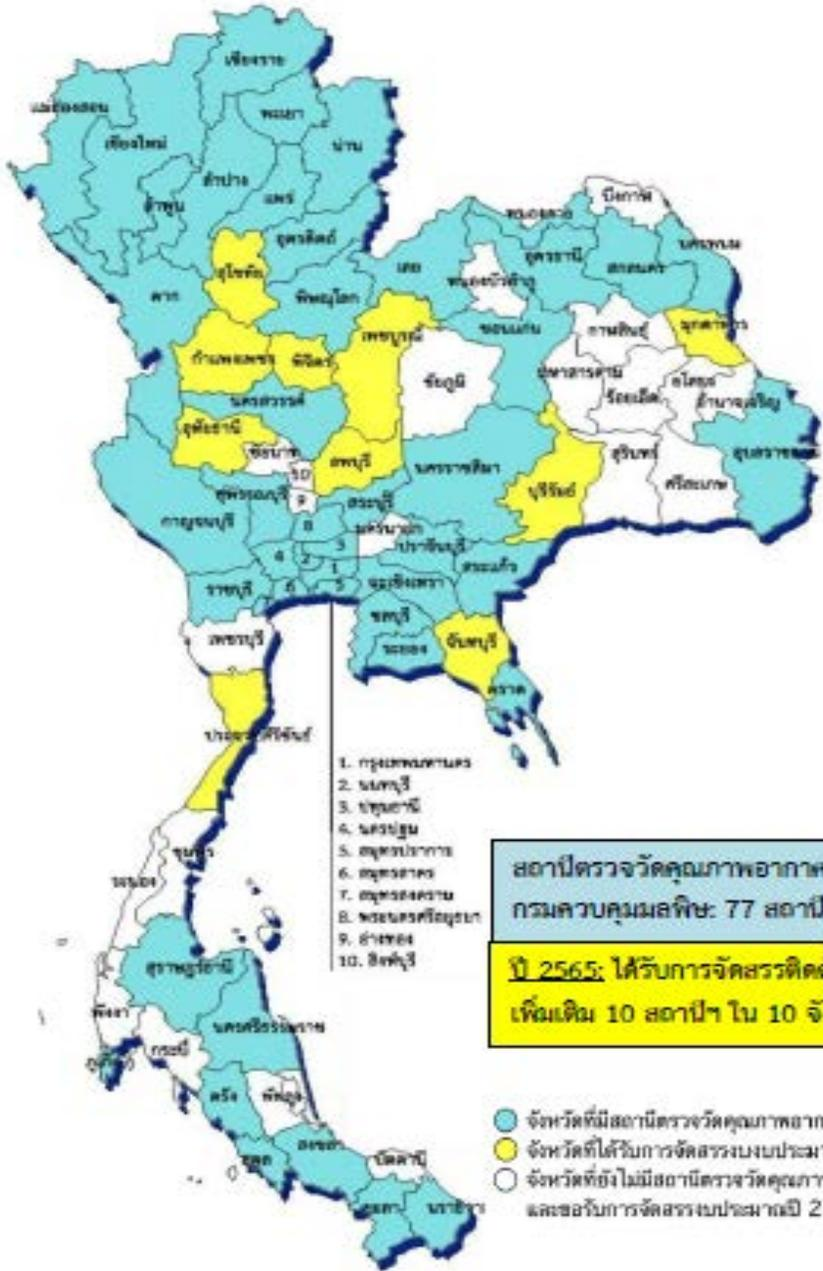 เชียงราย
แม่ฮ่องสอน
พะเยา
เชียงใหม่
น่าน
ลำปาง
แพร่
ลำพูน
บึงกาฬ
หนองคาย
นครพนม
อุตรดิตถ์
สุโขทัย
เลย
อุดรธานี
สกลนคร
หนองบัวลำภู
ตาก
พิษณุโลก
เพชรบูรณ์
ขอนแก่น
กาฬสินธุ์
มุกดาหาร
กำแพงเพชร
พิจิตร
ชัยภูมิ
มหาสารคาม
ร้อยเอ็ด
ยโสธร
อำนาจเจริญ
นครสวรรค์
อุทัยธานี
ชัยนาท
10
ลพบุรี
นครราชสีมา
บุรีรัมย์
สุรินทร์
ศรีสะเกษ
สุพรรณบุรี
9
สระบุรี
กาญจนบุรี
8
นครนายก
ปราจีนบุรี
4
2
3
1
สระแก้ว
ราชบุรี
6
5
ฉะเชิงเทรา
ชลบุรี
เพชรบุรี
ระยอง
จันทบุรี
ตราด
ประจวบคีรีขันธ์
1. กรุงเทพมหานคร
2. นนทบุรี
3. ปทุมธานี
4. นครปฐม
5. สมุทรปราการ
6. สมุทรสาคร
7. สมุทรสงคราม
8. พระนครศรีอยุธยา
9. อ่างทอง
10. สิงห์บุรี
ชุมพร
ระนอง
สุราษฎร์ธานี
พังงา
นครศรีธรรมราช
กระบี่
ตรัง
พัทลุง
สงขลา
ปัตตานี
สตูล
ยะลา
นราธิวา
สถานีตรวจวัดคุณภาพอากาศ
กรมควบคุมมลพิษ: 77 สถานี
ปี 2565: ได้รับการจัดสรรติดต
เพิ่มเติม 10 สถานีฯ ใน 10 จั
จังหวัดที่มีสถานีตรวจวัดคุณภาพอาก
จังหวัดที่ได้รับการจัดสรรงบงบประมา
จังหวัดที่ยังไม่มีสถานีตรวจวัดคุณภา
และขอรับการจัดสรรงบประมาณปี 2